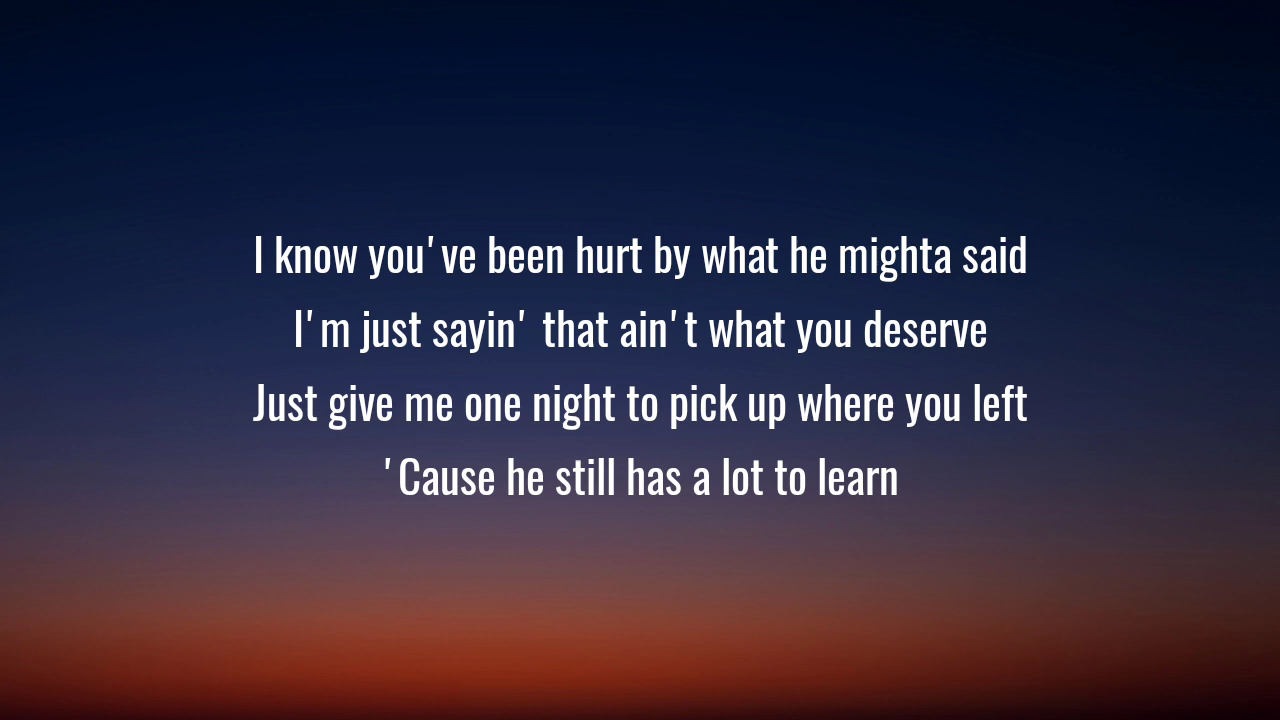 I know you've been hurt by what he mighta said
I'm just sayin' that ain't what you deserve
Just give me one night to pick up where you left
'Cause he still has a lot to learn